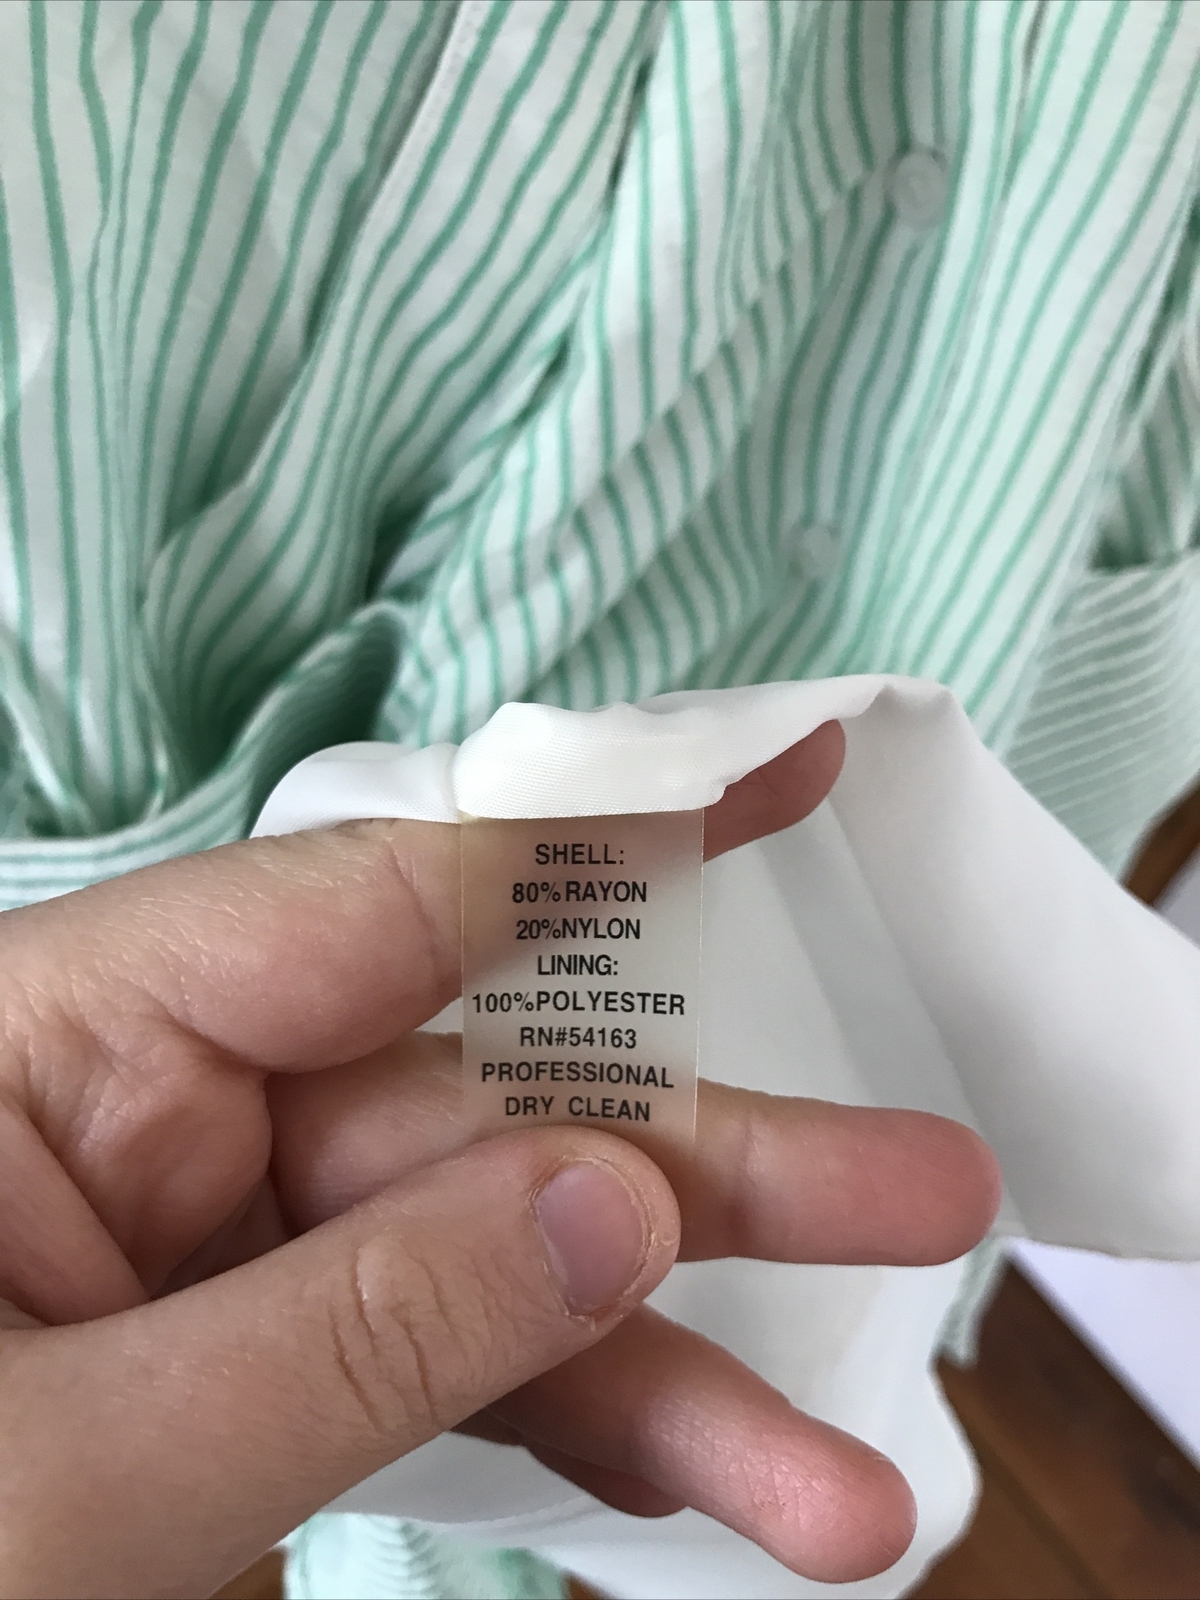 SHELL:
80%RAYON
20%NYLON
LINING:
100%POLYESTER
RN#54163
PROFESSIONAL
DRY CLEAN